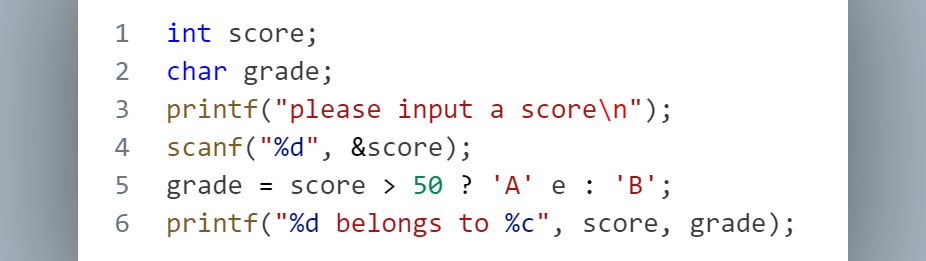 1 int score;
2 char grade;
3 printf("please input a score\n");
4 scanf("%d", &score);
5 grade = score > 50 ? 'A' e : 'B';
6 printf("%d belongs to %c", score, grade);